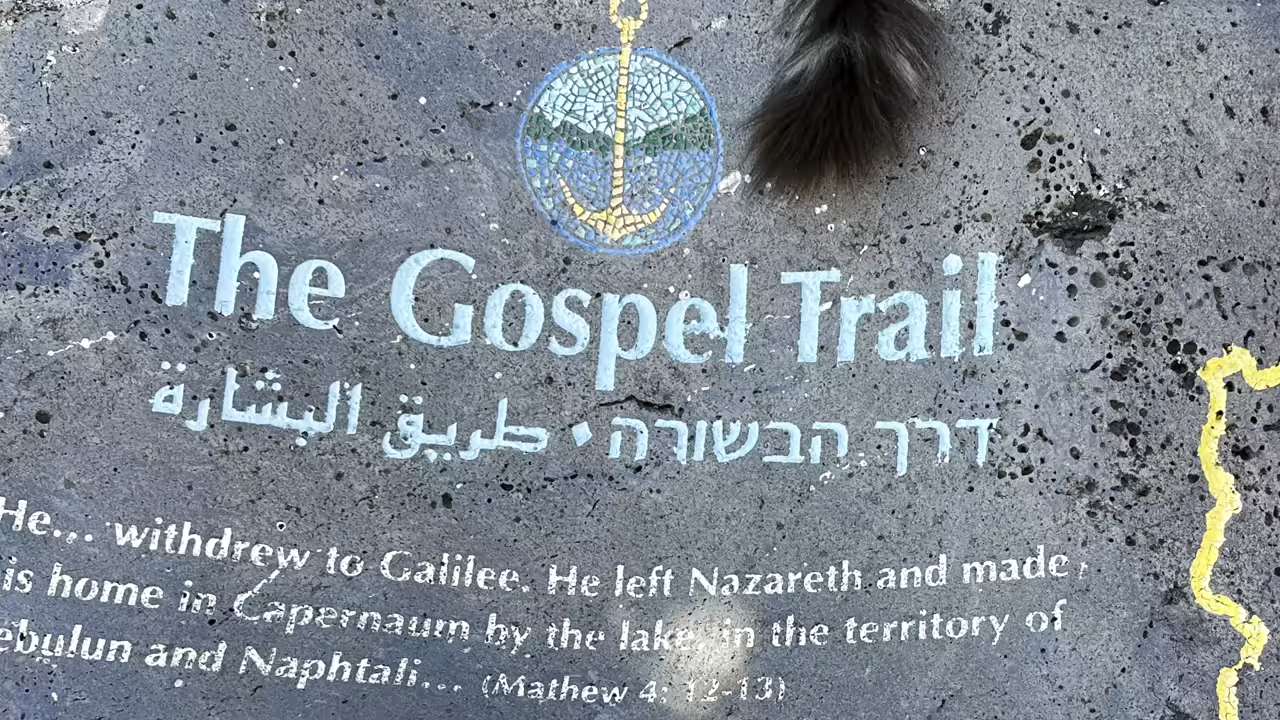 The Gospel Trail
דרך הבשורה · طريق البشارة
He... withdrew to Galilee. He left Nazareth and made
is home in Capernaum by the lake, in the territory of
ebulun and Naphtali... (Mathew 4: 12-13)